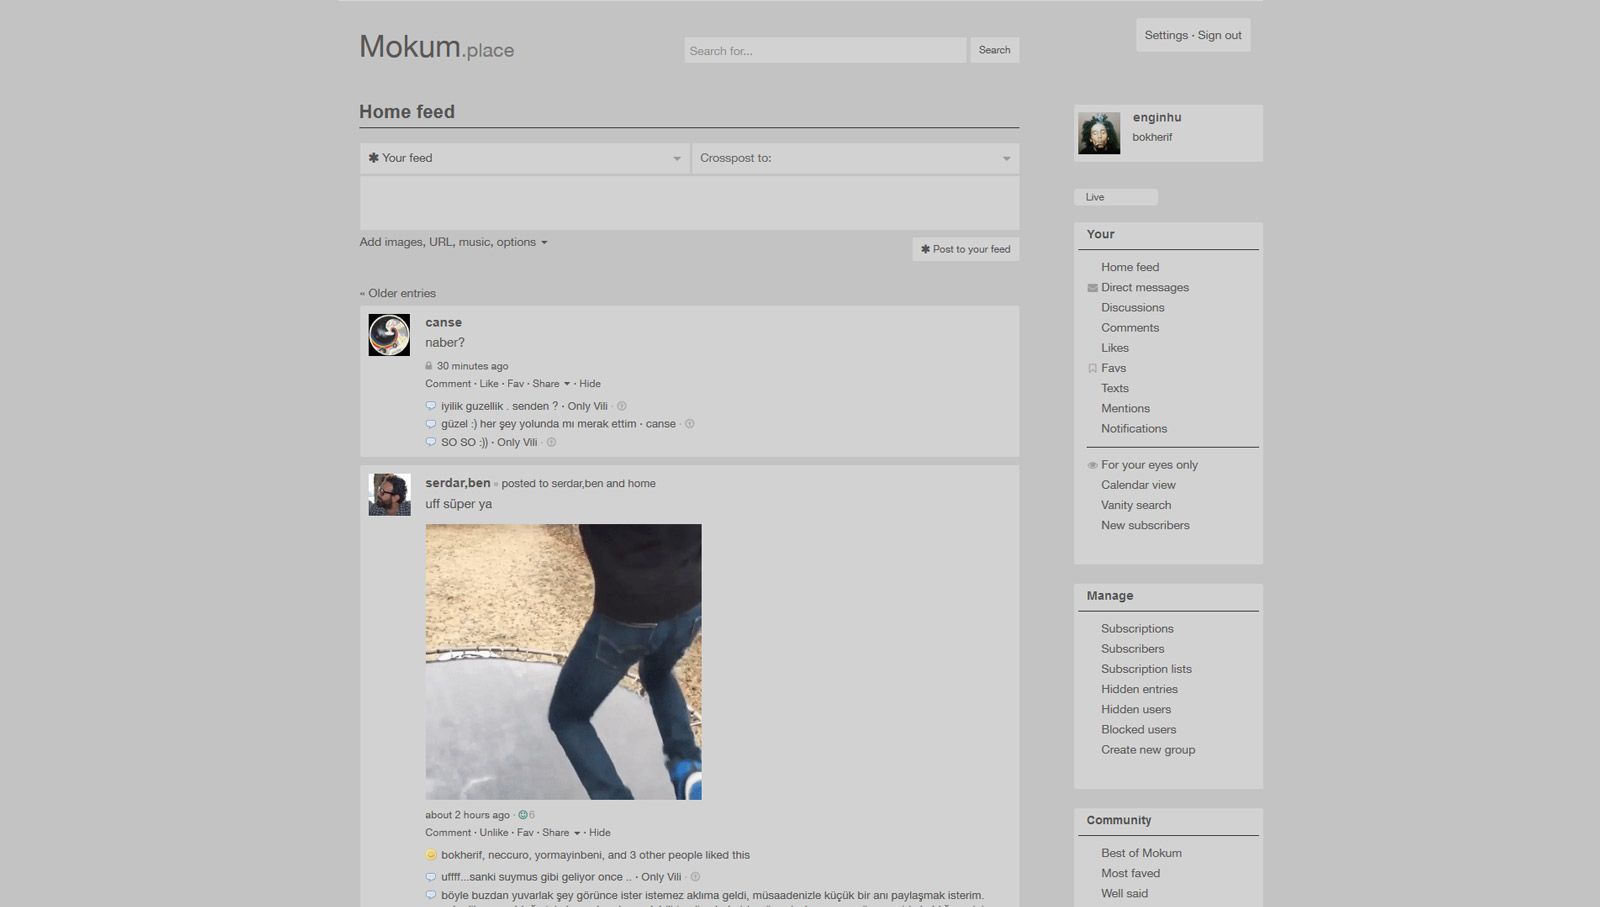 Mokum.place
Search for...
Search
Settings · Sign out
Home feed
✱ Your feed
Crosspost to:
Add images, URL, music, options
✱ Post to your feed
« Older entries
canse
naber?
30 minutes ago
Comment · Like · Fav · Share · Hide
iyilik guzellik . senden ? · Only Vili ·
güzel :) her şey yolunda mı merak ettim · canse ·
SO SO :)) · Only Vili ·
serdar,ben » posted to serdar,ben and home
uff süper ya
about 2 hours ago · 6
Comment · Unlike · Fav · Share · Hide
bokherif, neccuro, yormayinbeni, and 3 other people liked this
uffff...sanki suymus gibi geliyor once .. · Only Vili ·
böyle buzdan yuvarlak şey görünce ister istemez aklıma geldi, müsaadenizle küçük bir anı paylaşmak isterim.
enginhu
bokherif
Live
Your
Home feed
Direct messages
Discussions
Comments
Likes
Favs
Texts
Mentions
Notifications
For your eyes only
Calendar view
Vanity search
New subscribers
Manage
Subscriptions
Subscribers
Subscription lists
Hidden entries
Hidden users
Blocked users
Create new group
Community
Best of Mokum
Most faved
Well said